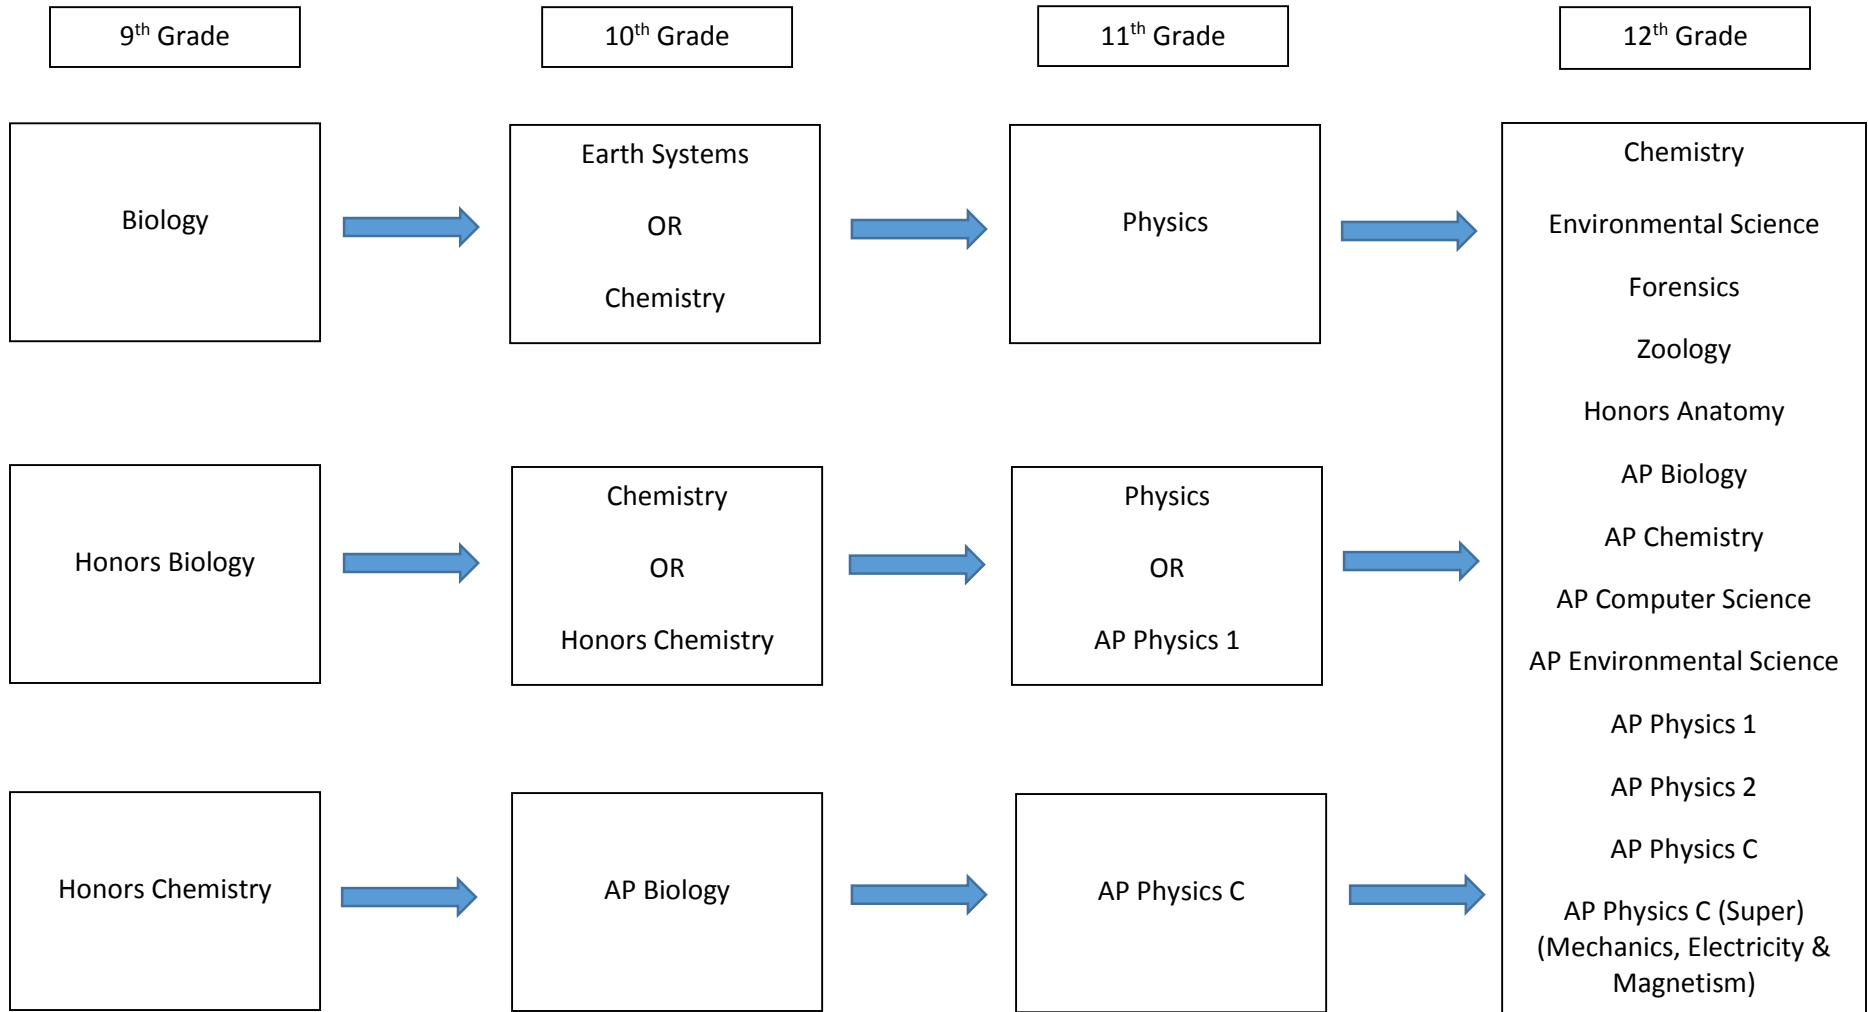 9th Grade
10th Grade
11th Grade
12th Grade
Biology
Earth Systems
OR
Chemistry
Physics
Honors Biology
Chemistry
OR
Honors Chemistry
Physics
OR
AP Physics 1
Honors Chemistry
AP Biology
AP Physics C
Chemistry
Environmental Science
Forensics
Zoology
Honors Anatomy
AP Biology
AP Chemistry
AP Computer Science
AP Environmental Science
AP Physics 1
AP Physics 2
AP Physics C
AP Physics C (Super)
(Mechanics, Electricity &
Magnetism)